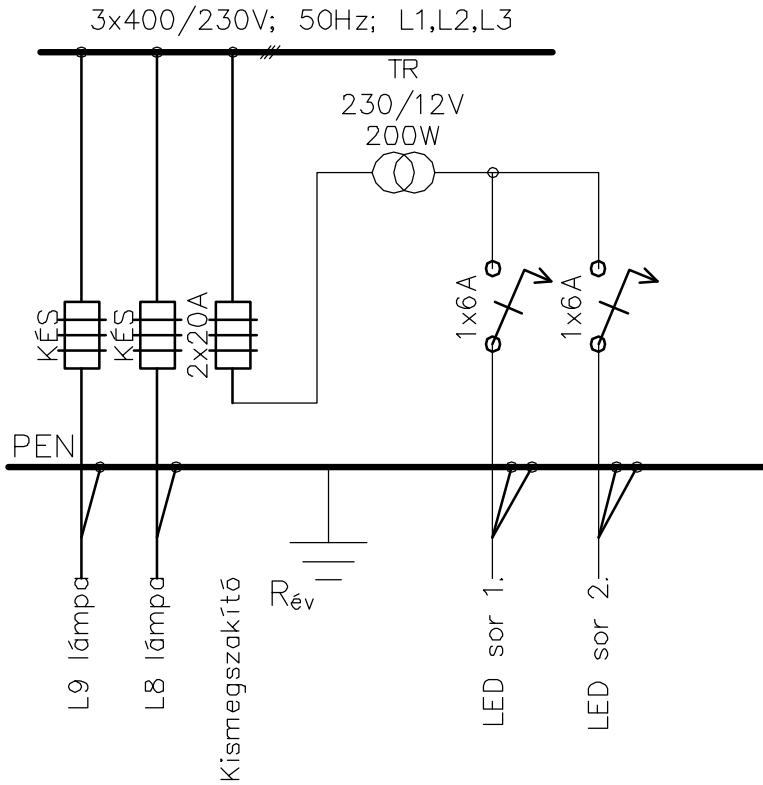 3x400/230V; 50Hz; L1,L2,L3
TR
230/12V
200W
KÉS
KÉS
2x20A
1x6A
1x6A
PEN
Rév
L9 lámpa
L8 lámpa
Kismegszakító
LED sor 1.
LED sor 2.